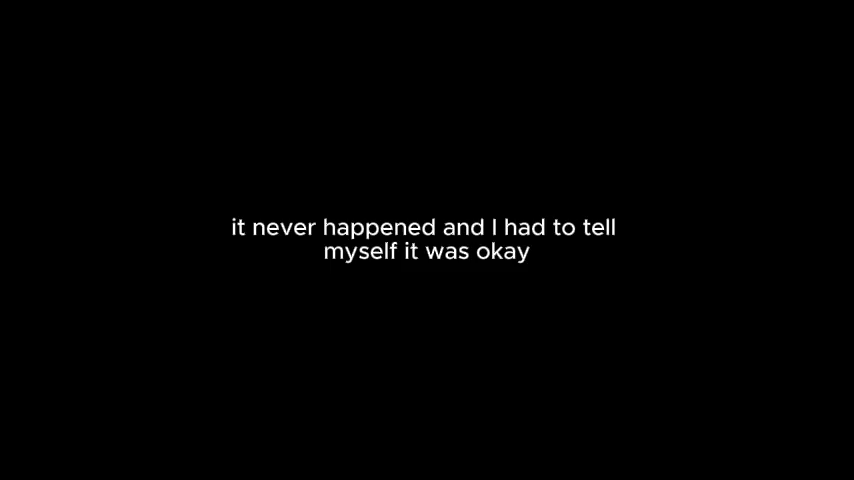 it never happened and I had to tell
myself it was okay